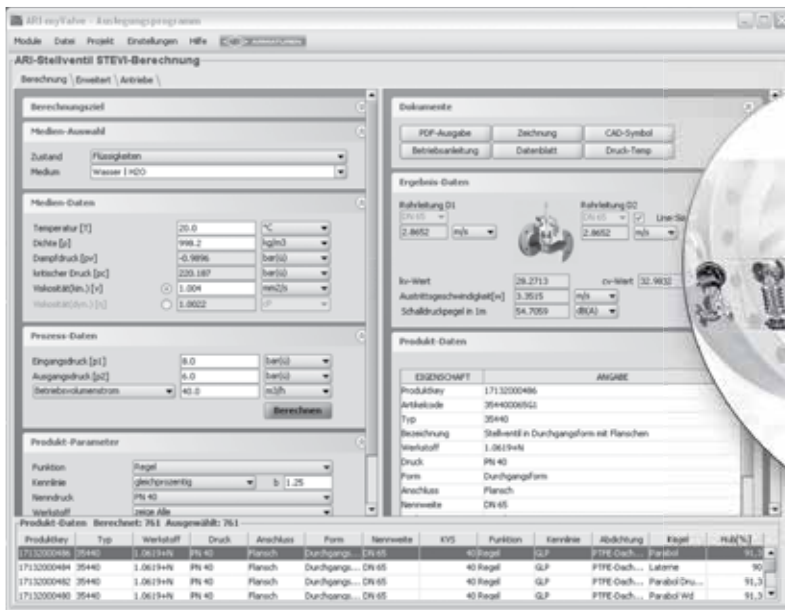 ARI-myValve - Auslegungsprogramm
Module Datei Projekt Einstellungen Hilfe
ARI-Stellventil STEVI-Berechnung
Berechnung \ Erweitert \ Antriebe \
Berechnungsziel
Medien-Auswahl
Zustand Flüssigkeiten
Medium Wasser | H2O
Medien-Daten
Temperatur [T] 20.0 °C
Dichte [ρ] 998.2 kg/m3
Dampfdruck [pv] -0.9896 bar(ü)
kritischer Druck [pc] 220.187 bar(ü)
Viskosität(kin.) [ν] 1.004 mm2/s
Viskosität(dyn.) [η] 1.0022 cP
Prozess-Daten
Eingangsdruck [p1] 8.0 bar(ü)
Ausgangsdruck [p2] 6.0 bar(ü)
Betriebsvolumenstrom 40.0 m3/h
Berechnen
Produkt-Parameter
Funktion Regel
Kennlinie gleichprozentig b 1.25
Nenndruck PN 40
Werkstoff zeige Alle
Dokumente
PDF-Ausgabe Zeichnung CAD-Symbol
Betriebsanleitung Datenblatt Druck-Temp
Ergebnis-Daten
Rohrleitung D1 Rohrleitung D2
DN 65 DN 65
2.8652 m/s 2.8652 m/s
kv-Wert 28.2713 cv-Wert 32.9832
Austrittsgeschwindigkeit[w] 3.3515 m/s
Schalldruckpegel in 1m 54.7059 dB(A)
Produkt-Daten
EIGENSCHAFT ANGABE
Produktkey 17132000486
Artikelcode
Typ 35440
Bezeichnung Stellventil in Durchgangsform mit Flanschen
Werkstoff 1.0619+N
Druck PN 40
Form Durchgangsform
Anschluss Flansch
Nennweite DN 65
Produkt-Daten Berechnet: 761 Ausgewählt: 761
Produktkey Typ Werkstoff Druck Anschluss Form Nennweite KVS Funktion Kennlinie Abdichtung Kegel Hub[%]
17132000486 35440 1.0619+N PN 40 Flansch Durchgangs... DN 65 40 Regel GLP PTFE-Dach... Parabol 91,3
17132000484 35440 1.0619+N PN 40 Flansch Durchgangs... DN 65 40 Regel GLP PTFE-Dach... Laterne 90
17132000482 35440 1.0619+N PN 40 Flansch Durchgangs... DN 65 40 Regel GLP PTFE-Dach... Parabol Dru... 91,3
17132000480 35440 1.0619+N PN 40 Flansch Durchgangs... DN 65 40 Regel GLP PTFE-Dach... Parabol Wd 91,3